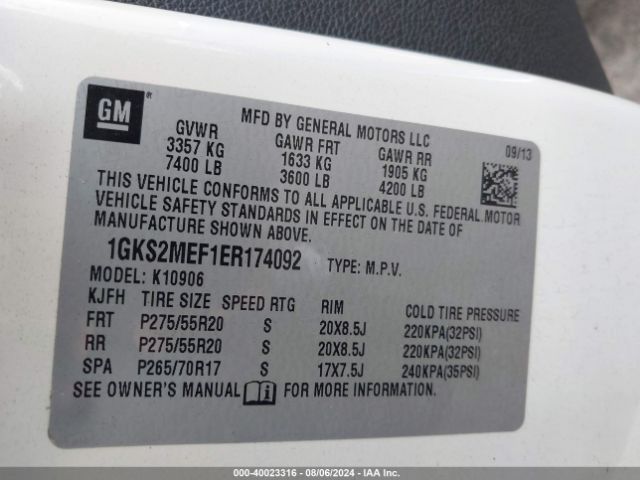 GM ®
MFD BY GENERAL MOTORS LLC
09/13
GVWR GAWR FRT GAWR RR
3357 KG 1633 KG 1905 KG
7400 LB 3600 LB 4200 LB
THIS VEHICLE CONFORMS TO ALL APPLICABLE U.S. FEDERAL MOTOR
VEHICLE SAFETY STANDARDS IN EFFECT ON THE DATE OF
MANUFACTURE SHOWN ABOVE.
1GKS2MEF1ER174092 TYPE: M.P.V.
MODEL: K10906
KJFH TIRE SIZE SPEED RTG RIM COLD TIRE PRESSURE
FRT P275/55R20 S 20X8.5J 220KPA(32PSI)
RR P275/55R20 S 20X8.5J 220KPA(32PSI)
SPA P265/70R17 S 17X7.5J 240KPA(35PSI)
SEE OWNER'S MANUAL FOR MORE INFORMATION.
000-40023316 - 08/06/2024 - IAAI.COM